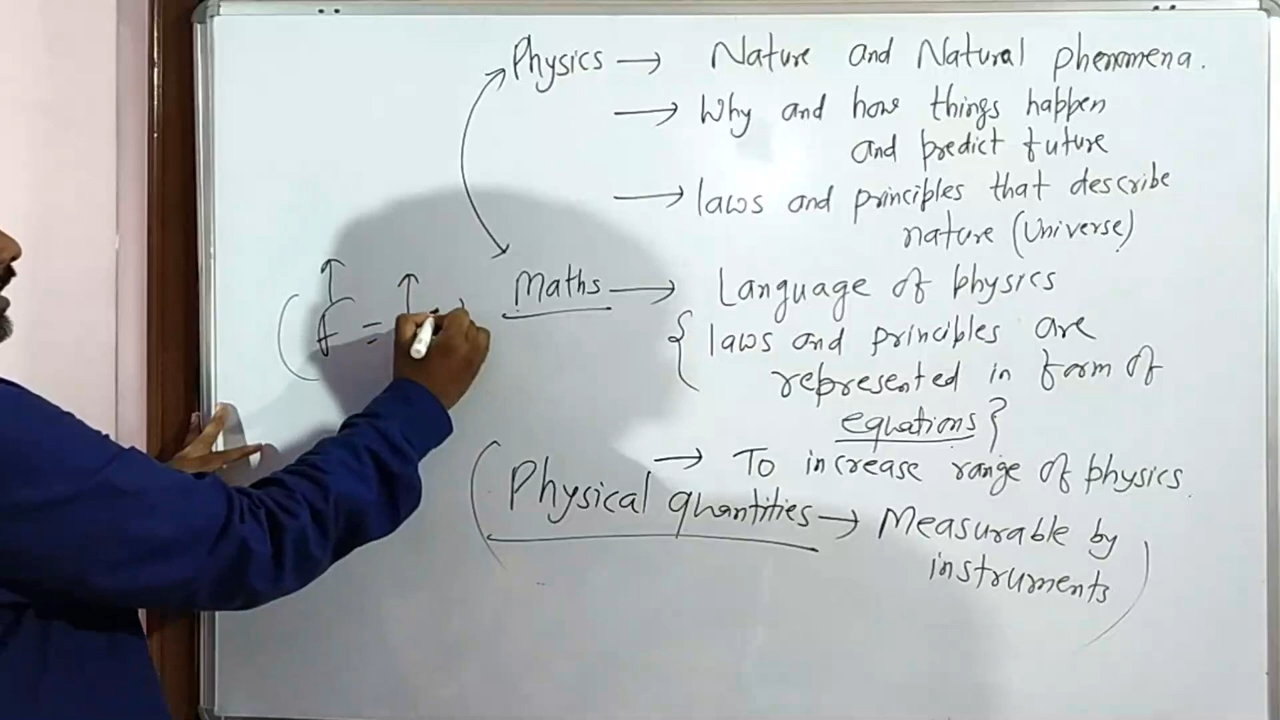 Physics → Nature and Natural phenomena.
→ Why and how things happen
and predict future
→ laws and principles that describe
nature (Universe)
Maths → Language of physics
{ laws and principles are
represented in form of
equations }
→ To increase range of physics.
(Physical quantities → Measurable by
instruments)
(F =